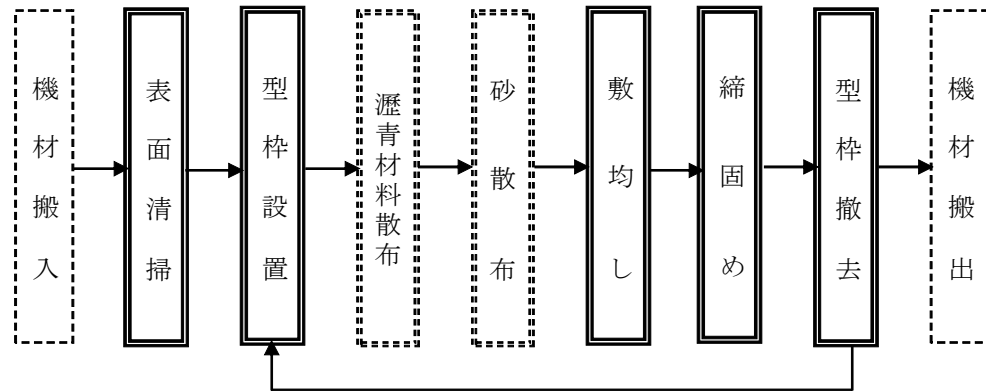 機材搬入
表面清掃
型枠設置
瀝青材料散布
砂散布
敷均し
締固め
型枠撤去
機材搬出